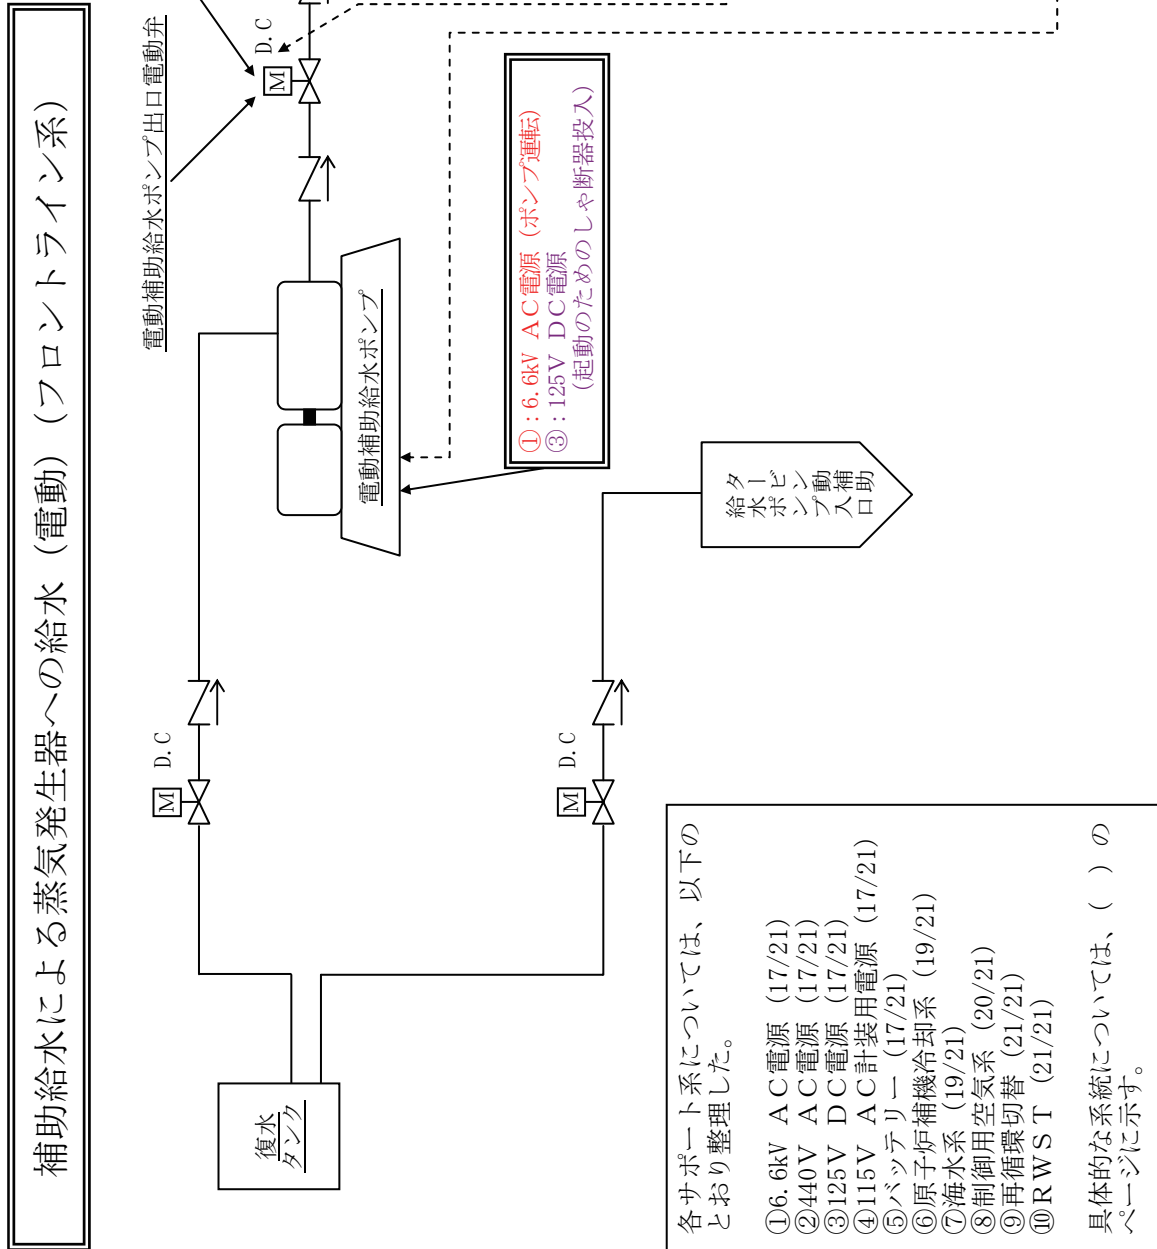 補助給水による蒸気発生器への給水（電動）（フロントライン系）
電動補助給水ポンプ出口電動弁
D.C
M
電動補助給水ポンプ
①：6.6kV AC電源（ポンプ運転）
③：125V DC電源
（起動のためのしゃ断器投入）
D.C
M
D.C
M
復水
タンク
タービン動補助
給水ポンプ入口
各サポート系については、以下の
とおり整理した。
①6.6kV AC電源（17/21）
②440V AC電源（17/21）
③125V DC電源（17/21）
④115V AC計装用電源（17/21）
⑤バッテリー（17/21）
⑥原子炉補機冷却系（19/21）
⑦海水系（19/21）
⑧制御用空気系（20/21）
⑨再循環切替（21/21）
⑩RWST（21/21）
具体的な系統については、（ ）の
ページに示す。